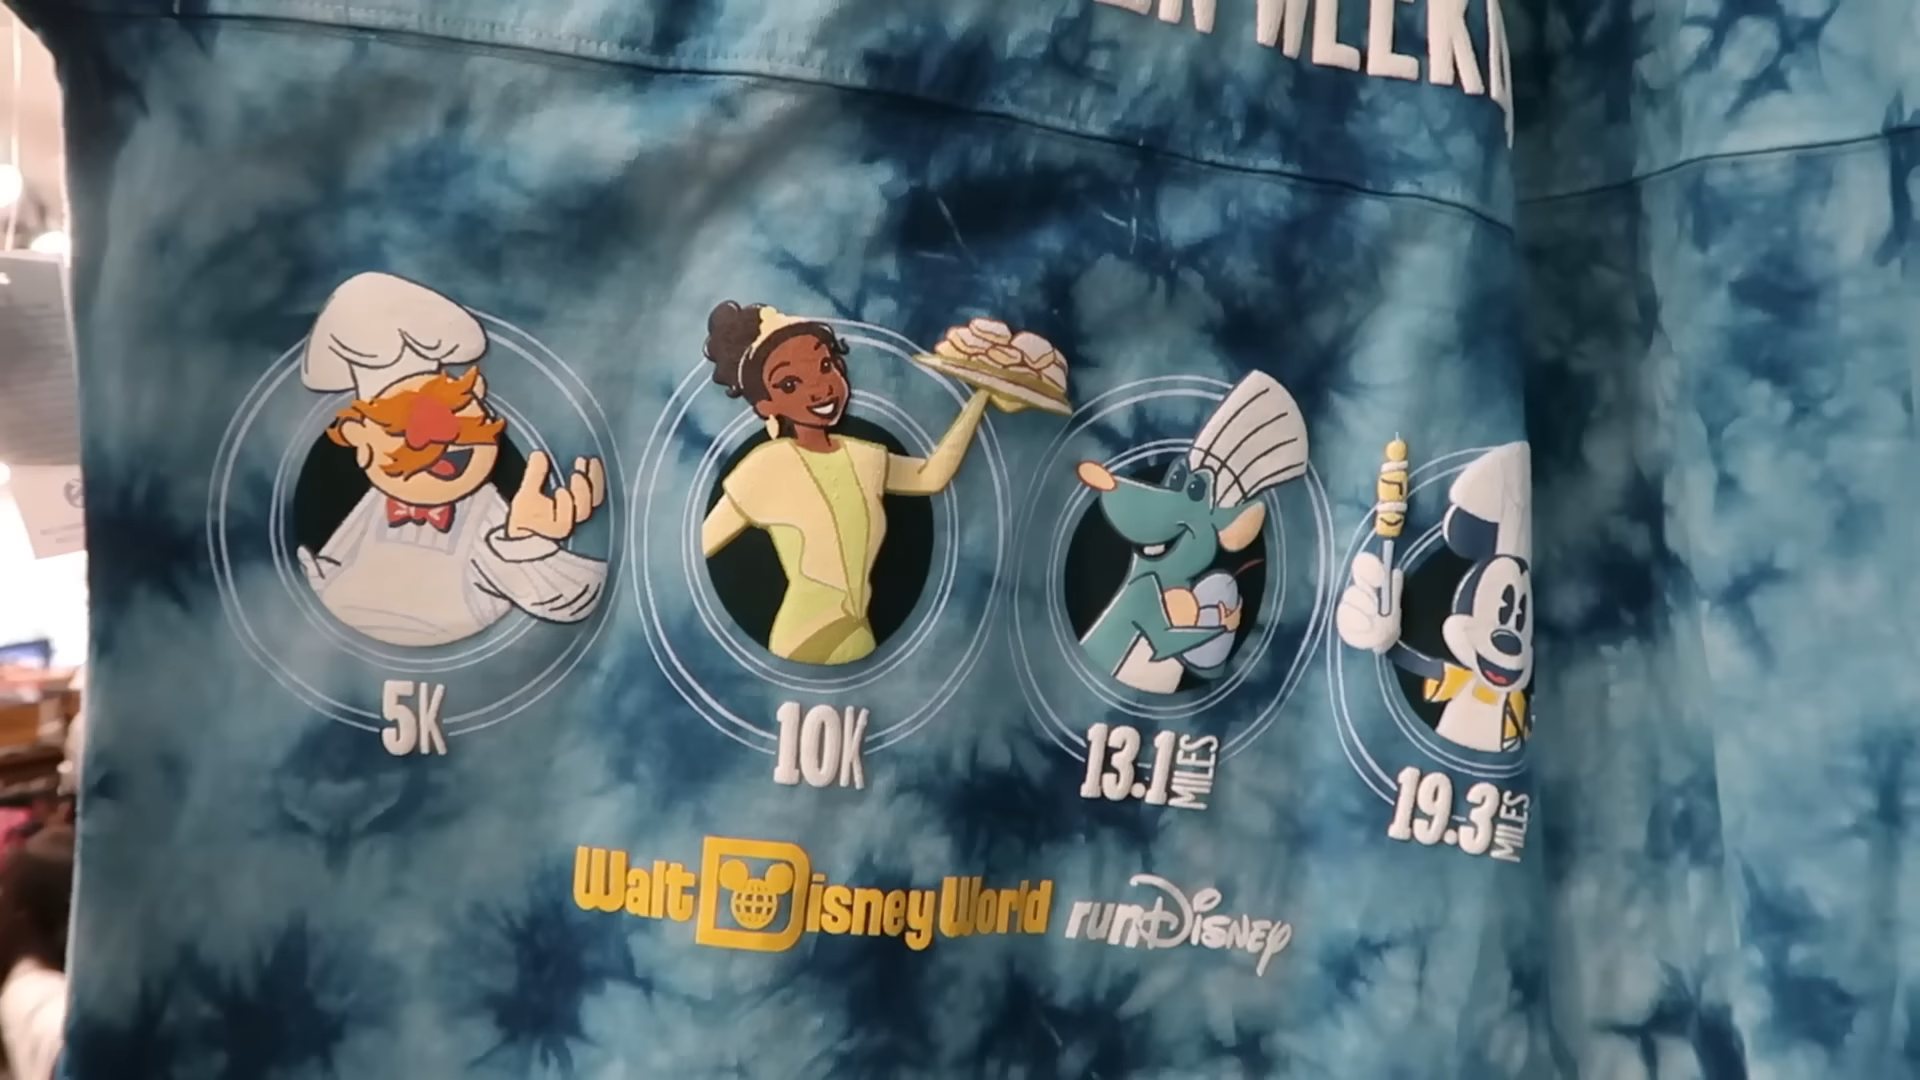 5K
10K
13.1 MILES
19.3 MILES
Walt Disney World runDisney